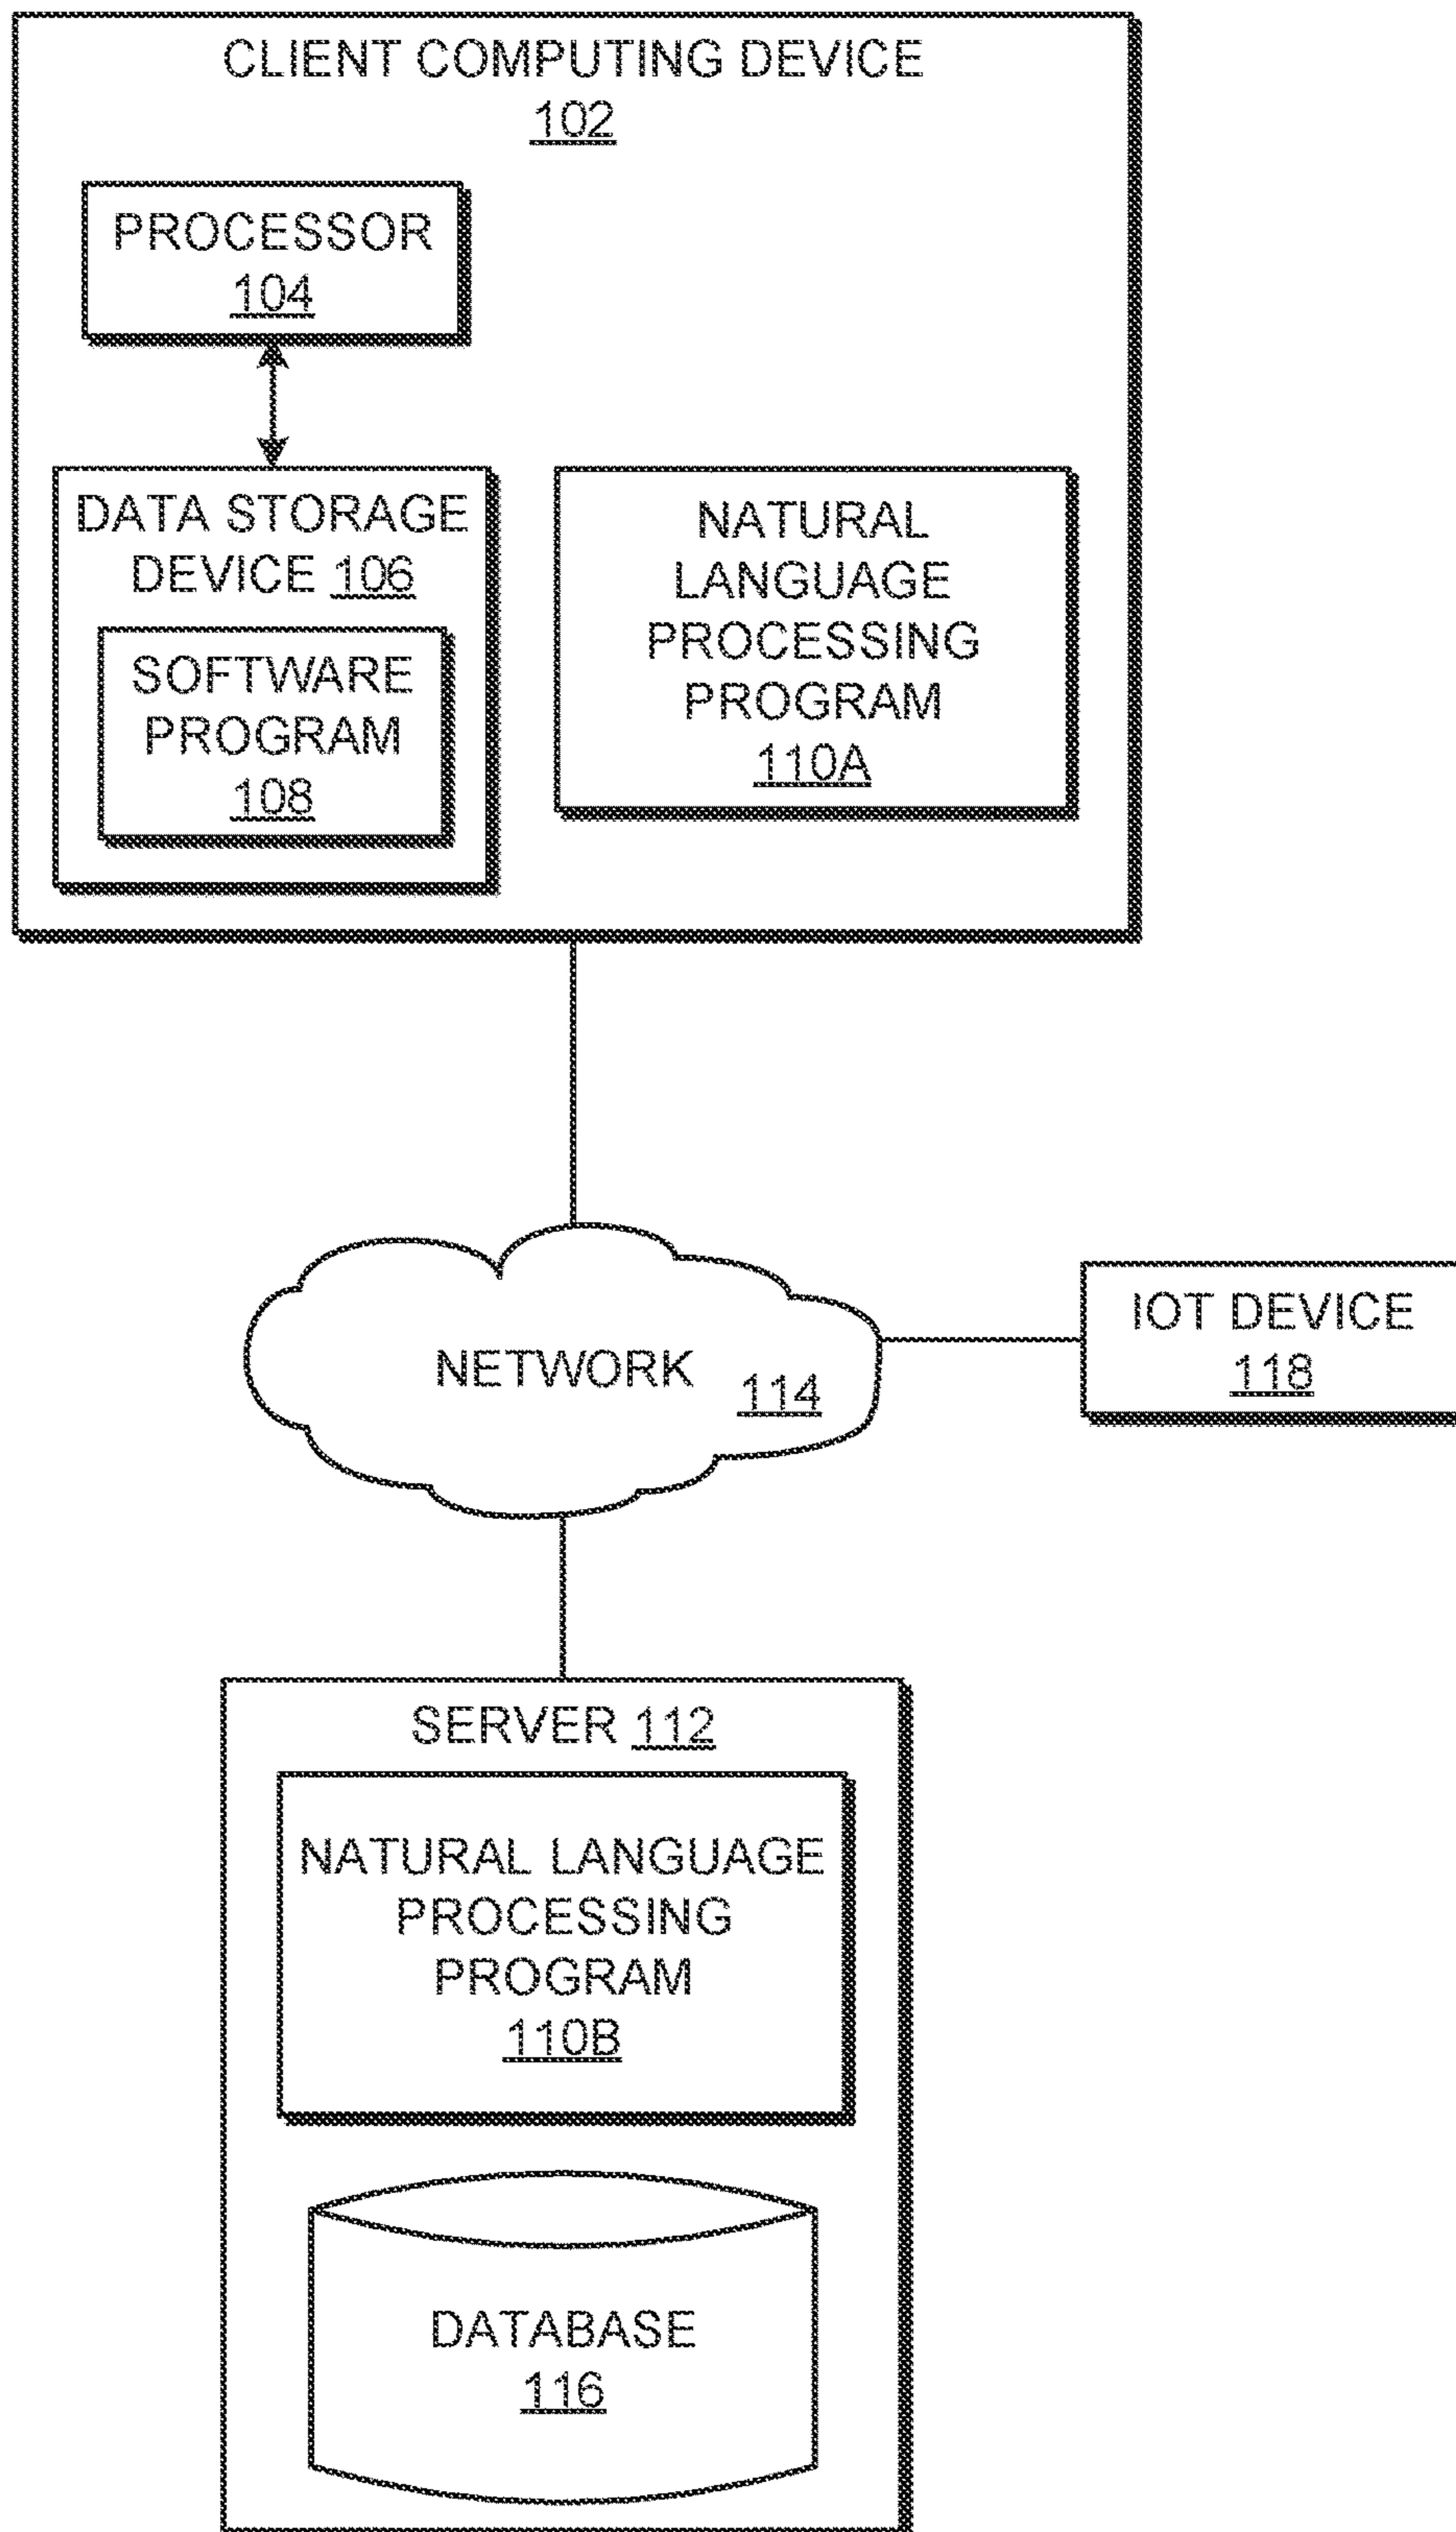 CLIENT COMPUTING DEVICE
102
PROCESSOR
104
DATA STORAGE
DEVICE 106
SOFTWARE
PROGRAM
108
NATURAL
LANGUAGE
PROCESSING
PROGRAM
110A
NETWORK 114
IOT DEVICE
118
SERVER 112
NATURAL LANGUAGE
PROCESSING
PROGRAM
110B
DATABASE
116